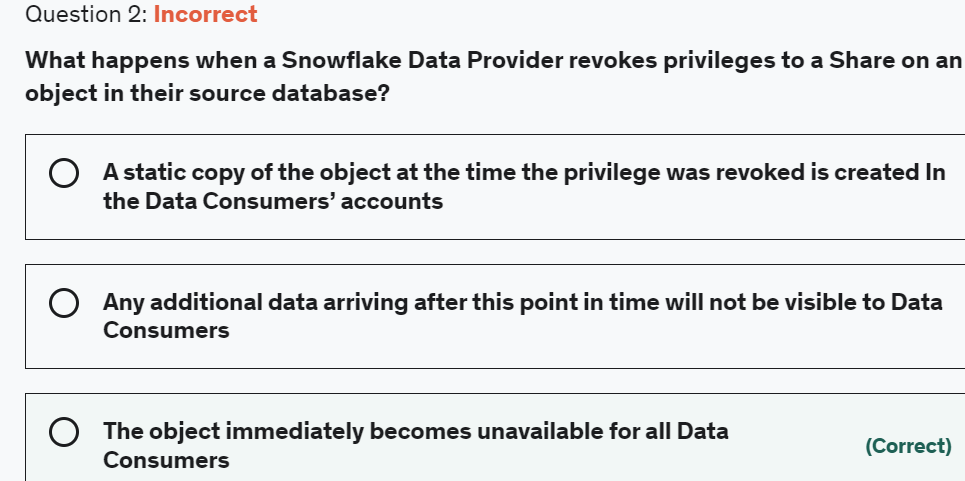 Question 2: Incorrect
What happens when a Snowflake Data Provider revokes privileges to a Share on an
object in their source database?
A static copy of the object at the time the privilege was revoked is created In
the Data Consumers’ accounts
Any additional data arriving after this point in time will not be visible to Data
Consumers
The object immediately becomes unavailable for all Data
Consumers
(Correct)